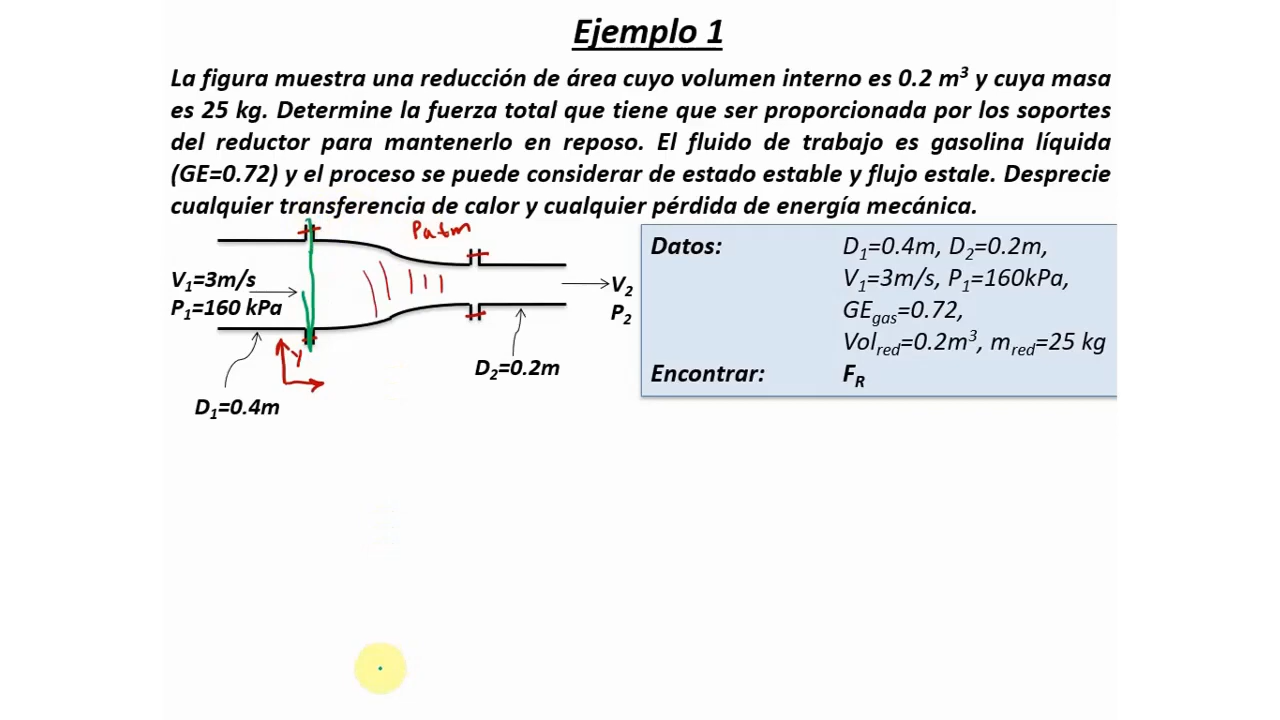 Ejemplo 1
La figura muestra una reducción de área cuyo volumen interno es 0.2 m³ y cuya masa
es 25 kg. Determine la fuerza total que tiene que ser proporcionada por los soportes
del reductor para mantenerlo en reposo. El fluido de trabajo es gasolina líquida
(GE=0.72) y el proceso se puede considerar de estado estable y flujo estale. Desprecie
cualquier transferencia de calor y cualquier pérdida de energía mecánica.
Patm
V₁=3m/s
P₁=160 kPa
V₂
P₂
Y
D₂=0.2m
D₁=0.4m
Datos: D₁=0.4m, D₂=0.2m,
V₁=3m/s, P₁=160kPa,
GEgas=0.72,
Volred=0.2m³, mred=25 kg
Encontrar: FR